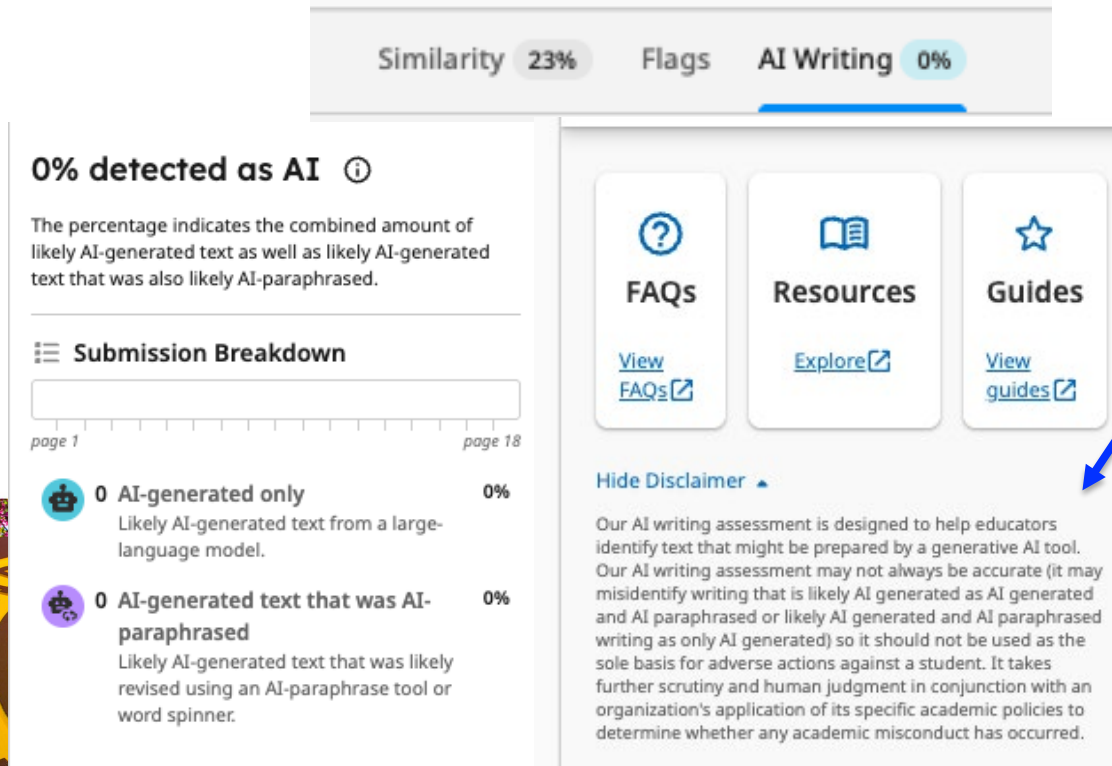 Similarity 23% Flags AI Writing 0%
0% detected as AI
The percentage indicates the combined amount of
likely AI-generated text as well as likely AI-generated
text that was also likely AI-paraphrased.
Submission Breakdown
page 1 page 18
0 AI-generated only 0%
Likely AI-generated text from a large-
language model.
0 AI-generated text that was AI- 0%
paraphrased
Likely AI-generated text that was likely
revised using an AI-paraphrase tool or
word spinner.
FAQs
View
FAQs
Resources
Explore
Guides
View
guides
Hide Disclaimer
Our AI writing assessment is designed to help educators
identify text that might be prepared by a generative AI tool.
Our AI writing assessment may not always be accurate (it may
misidentify writing that is likely AI generated as AI generated
and AI paraphrased or likely AI generated and AI paraphrased
writing as only AI generated) so it should not be used as the
sole basis for adverse actions against a student. It takes
further scrutiny and human judgment in conjunction with an
organization's application of its specific academic policies to
determine whether any academic misconduct has occurred.